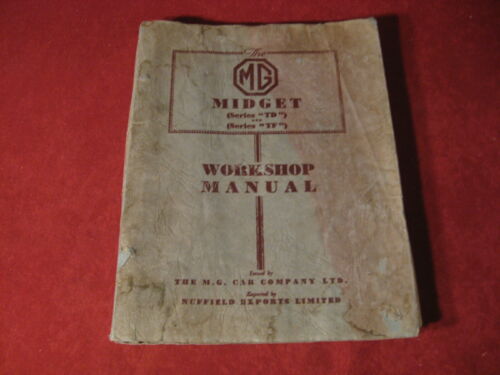 The
MG
MIDGET
(Series "TD")
AND
(Series "TF")
WORKSHOP
MANUAL
Issued by
THE M.G. CAR COMPANY LTD.
Exported by
NUFFIELD EXPORTS LIMITED